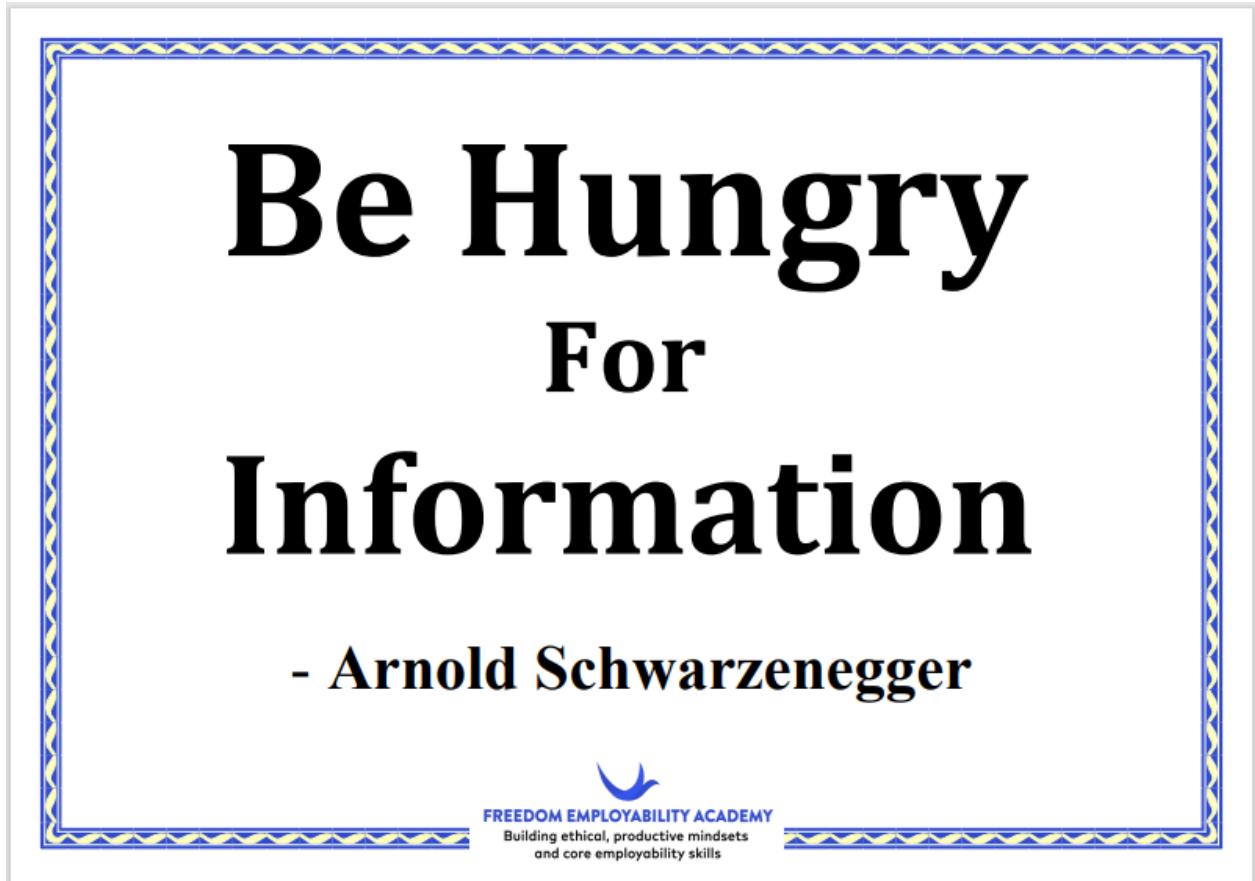 Be Hungry
For
Information
- Arnold Schwarzenegger
FREEDOM EMPLOYABILITY ACADEMY
Building ethical, productive mindsets
and core employability skills